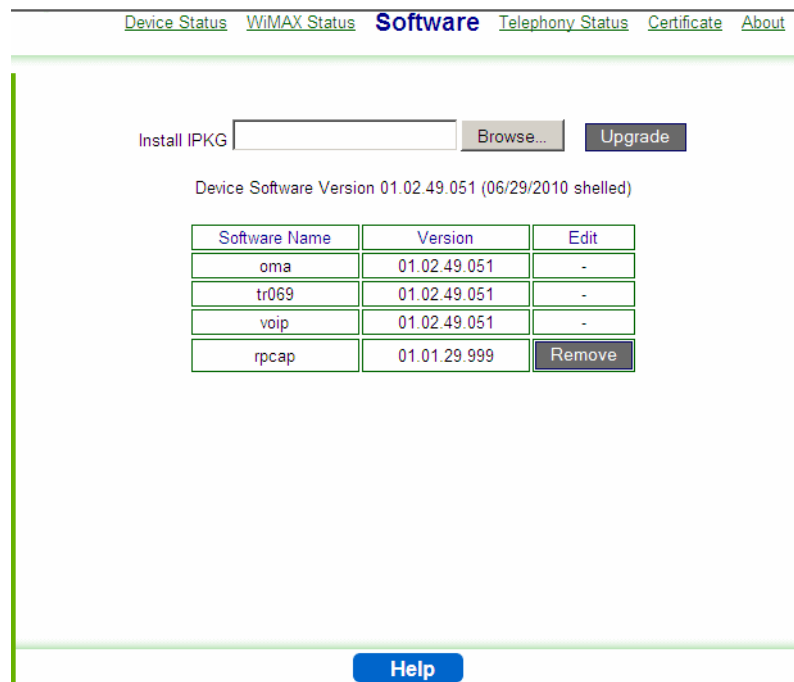 Device Status WiMAX Status Software Telephony Status Certificate About
Install IPKG Browse... Upgrade
Device Software Version 01.02.49.051 (06/29/2010 shelled)
Software Name Version Edit
oma 01.02.49.051 -
tr069 01.02.49.051 -
voip 01.02.49.051 -
rpcap 01.01.29.999 Remove
Help